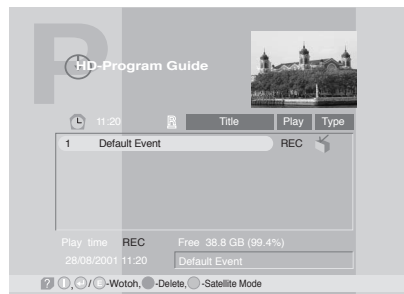 P
HD-Program Guide
11:20 Title Play Type
1 Default Event REC
Play time REC Free 38.8 GB (99.4%)
28/08/2001 11:20 Default Event
? / -Wotoh, -Delete, -Satellite Mode